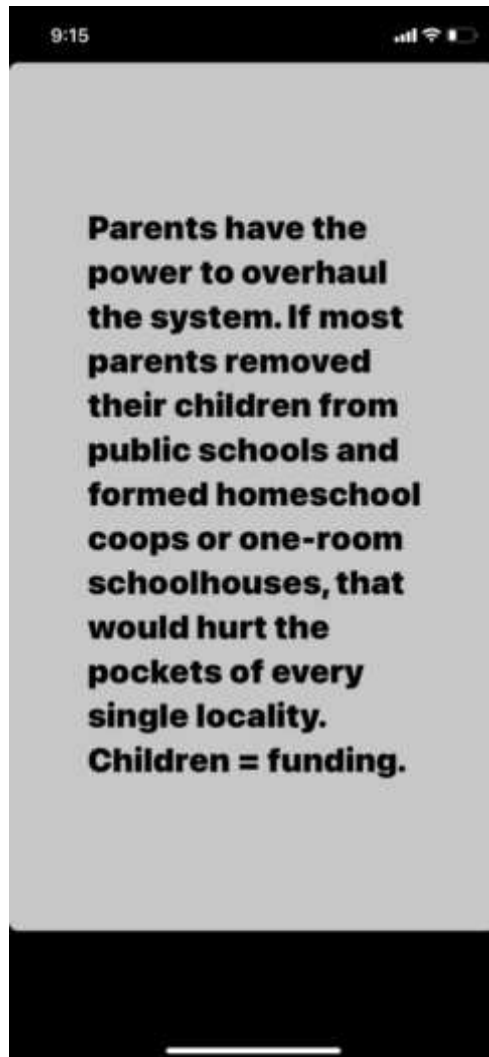 9:15
Parents have the
power to overhaul
the system. If most
parents removed
their children from
public schools and
formed homeschool
coops or one-room
schoolhouses, that
would hurt the
pockets of every
single locality.
Children = funding.